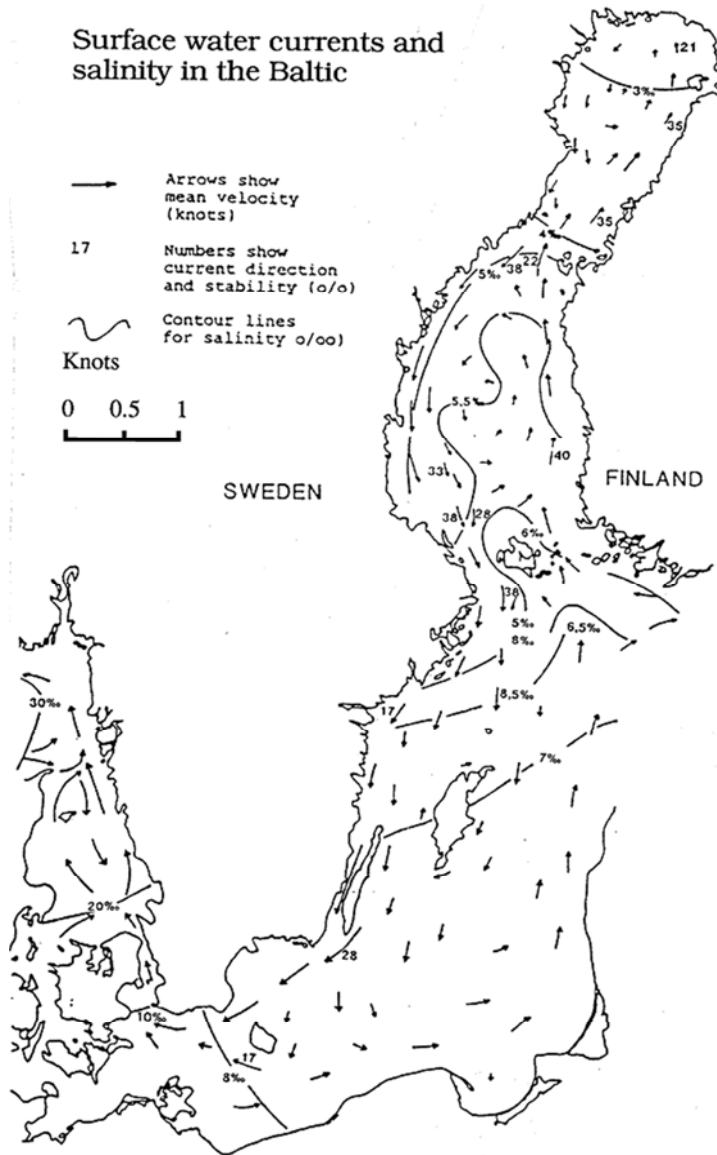 Surface water currents and
salinity in the Baltic
Arrows show
mean velocity
(knots)
17
Numbers show
current direction
and stability (o/o)
Contour lines
for salinity o/oo)
Knots
0 0.5 1
SWEDEN
FINLAND
21
3‰
35
35
4‰
5‰
38
22
5,5‰
40
33
38
28
6‰
38
5‰
8‰
6,5‰
8,5‰
17
7‰
30‰
20‰
28
10‰
17
8‰